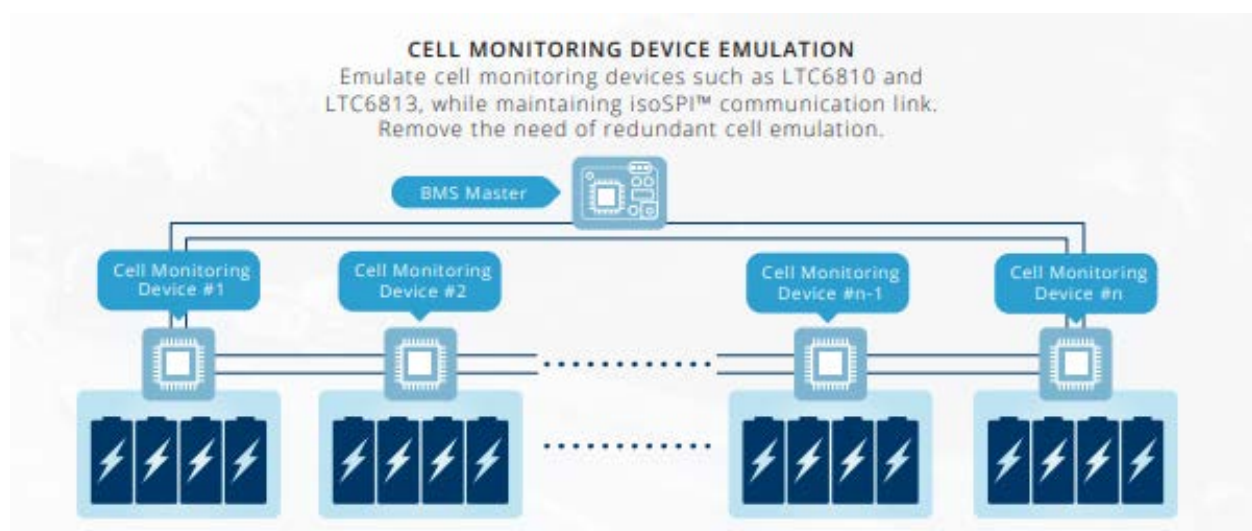 CELL MONITORING DEVICE EMULATION
Emulate cell monitoring devices such as LTC6810 and
LTC6813, while maintaining isoSPI™ communication link.
Remove the need of redundant cell emulation.
BMS Master
Cell Monitoring
Device #1
Cell Monitoring
Device #2
Cell Monitoring
Device #n-1
Cell Monitoring
Device #n